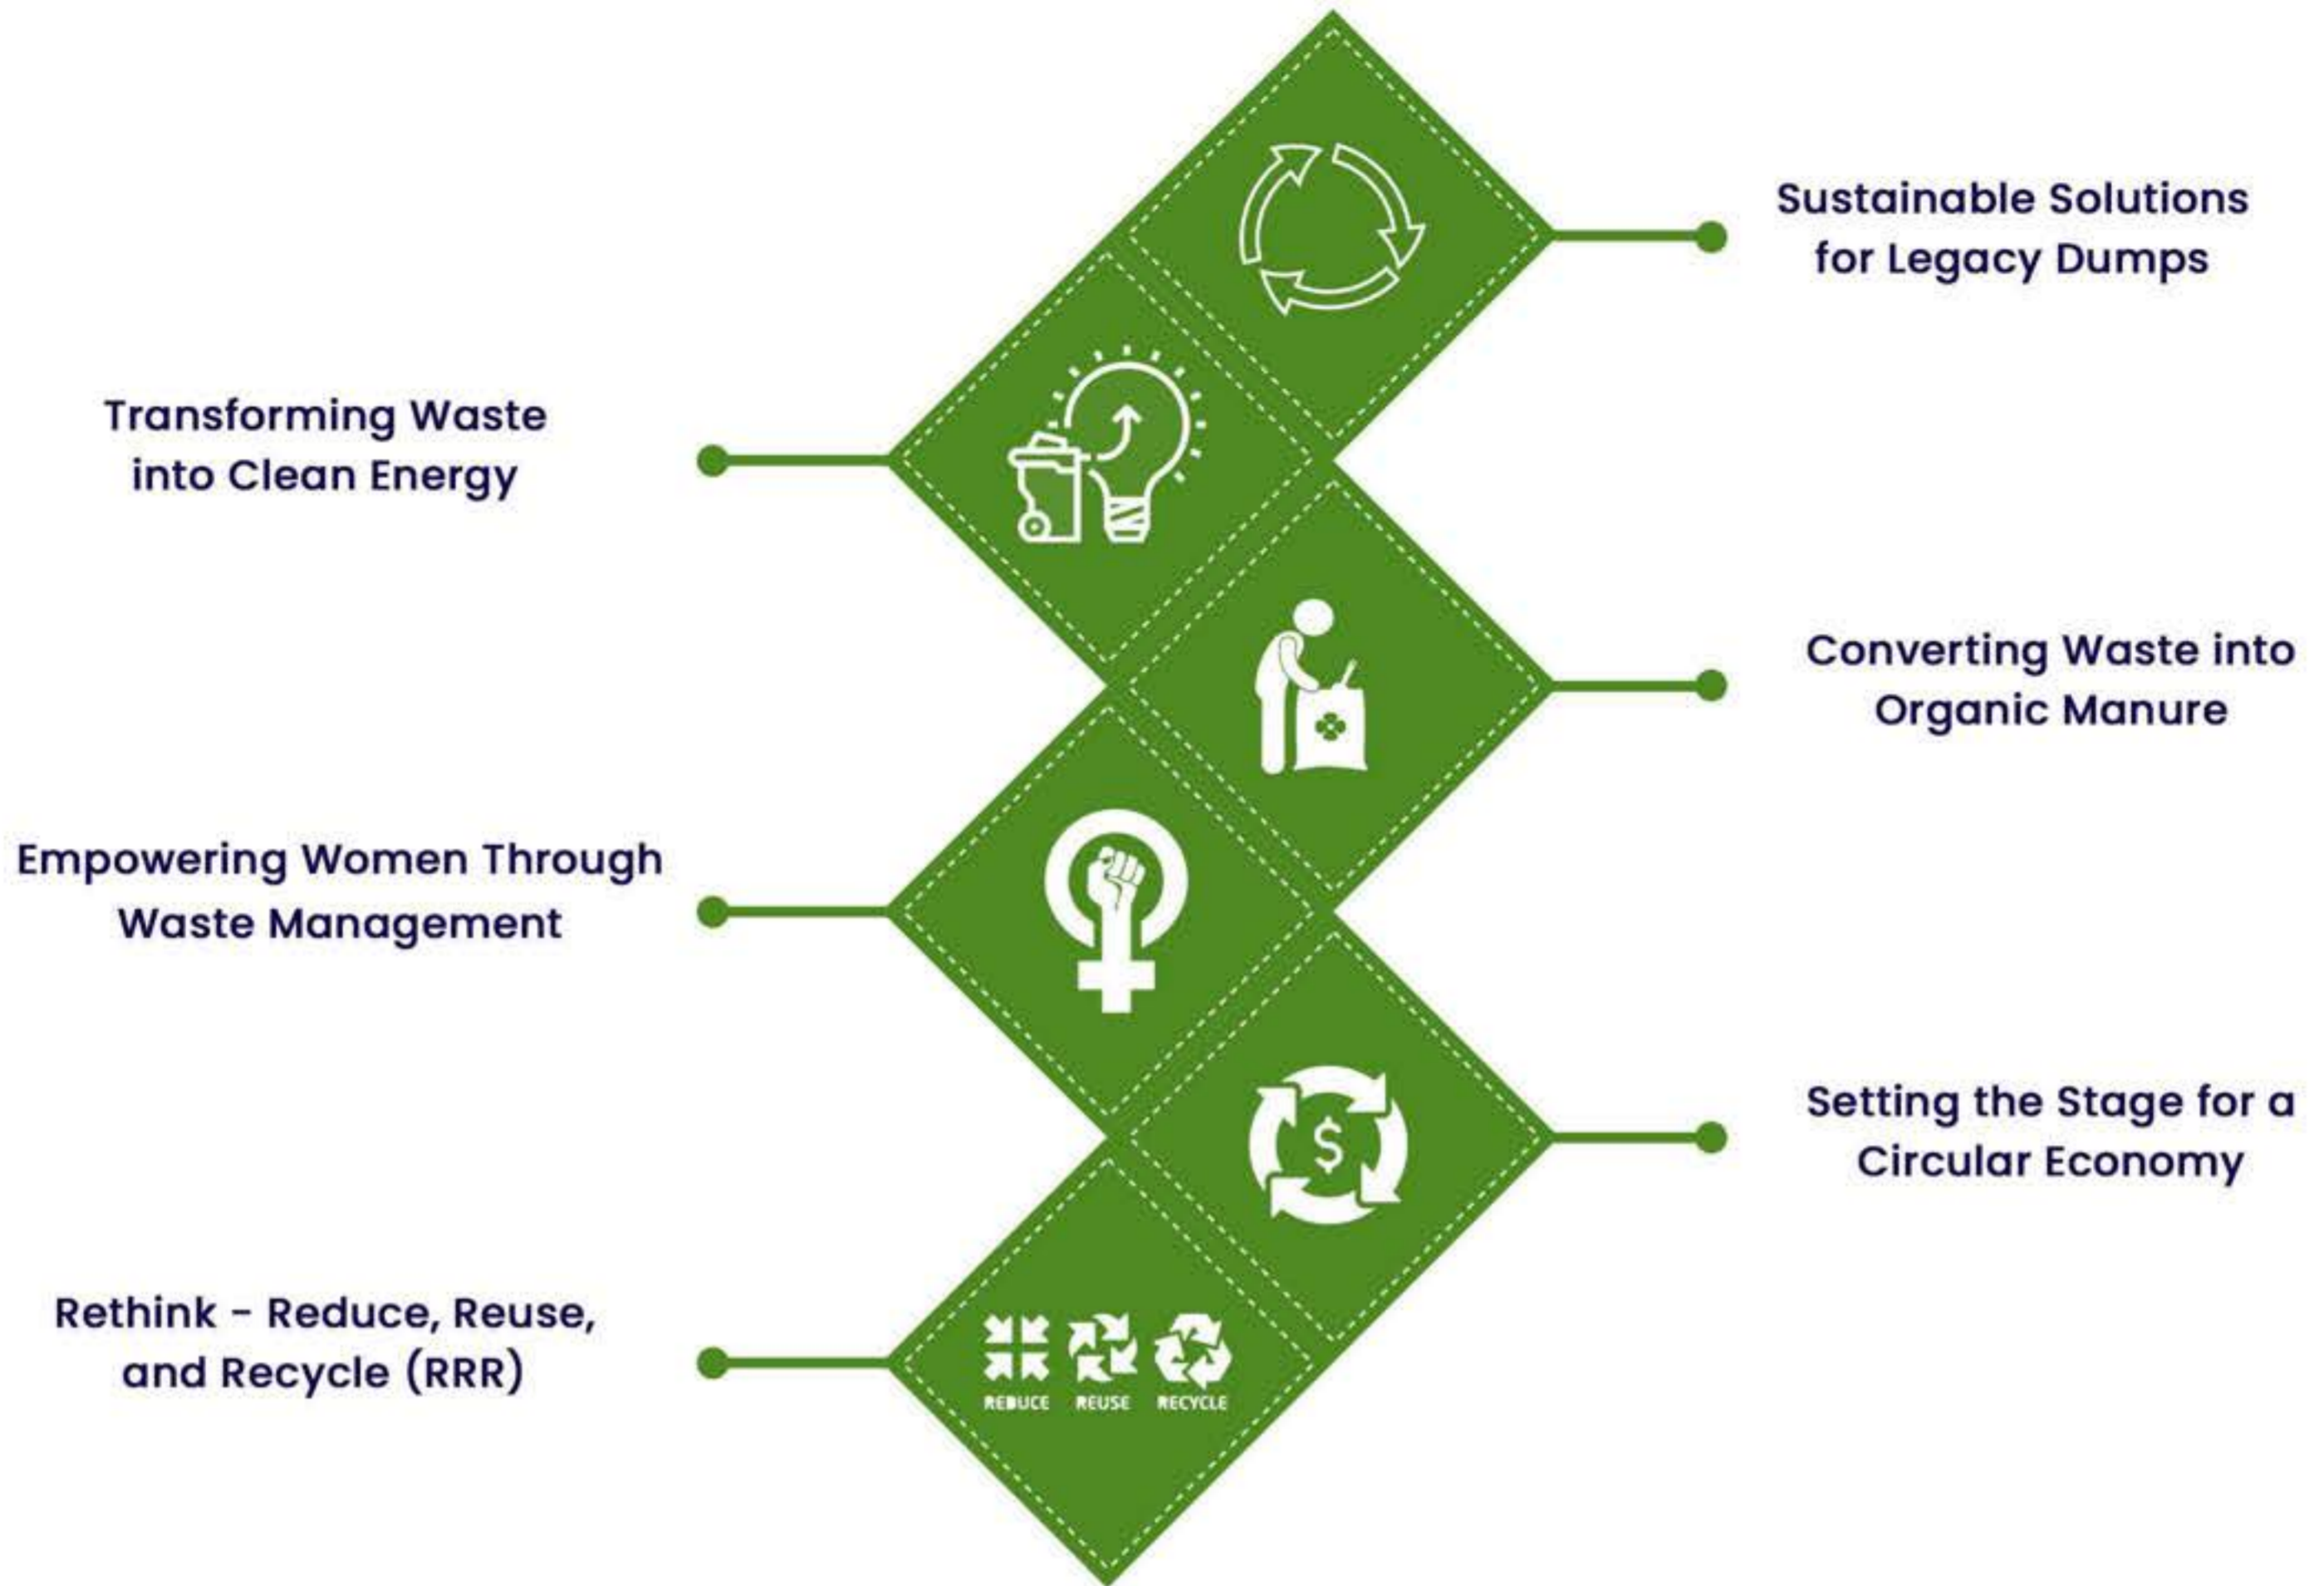 Sustainable Solutions
for Legacy Dumps
Transforming Waste
into Clean Energy
Converting Waste into
Organic Manure
Empowering Women Through
Waste Management
Setting the Stage for a
Circular Economy
Rethink - Reduce, Reuse,
and Recycle (RRR)
REDUCE REUSE RECYCLE